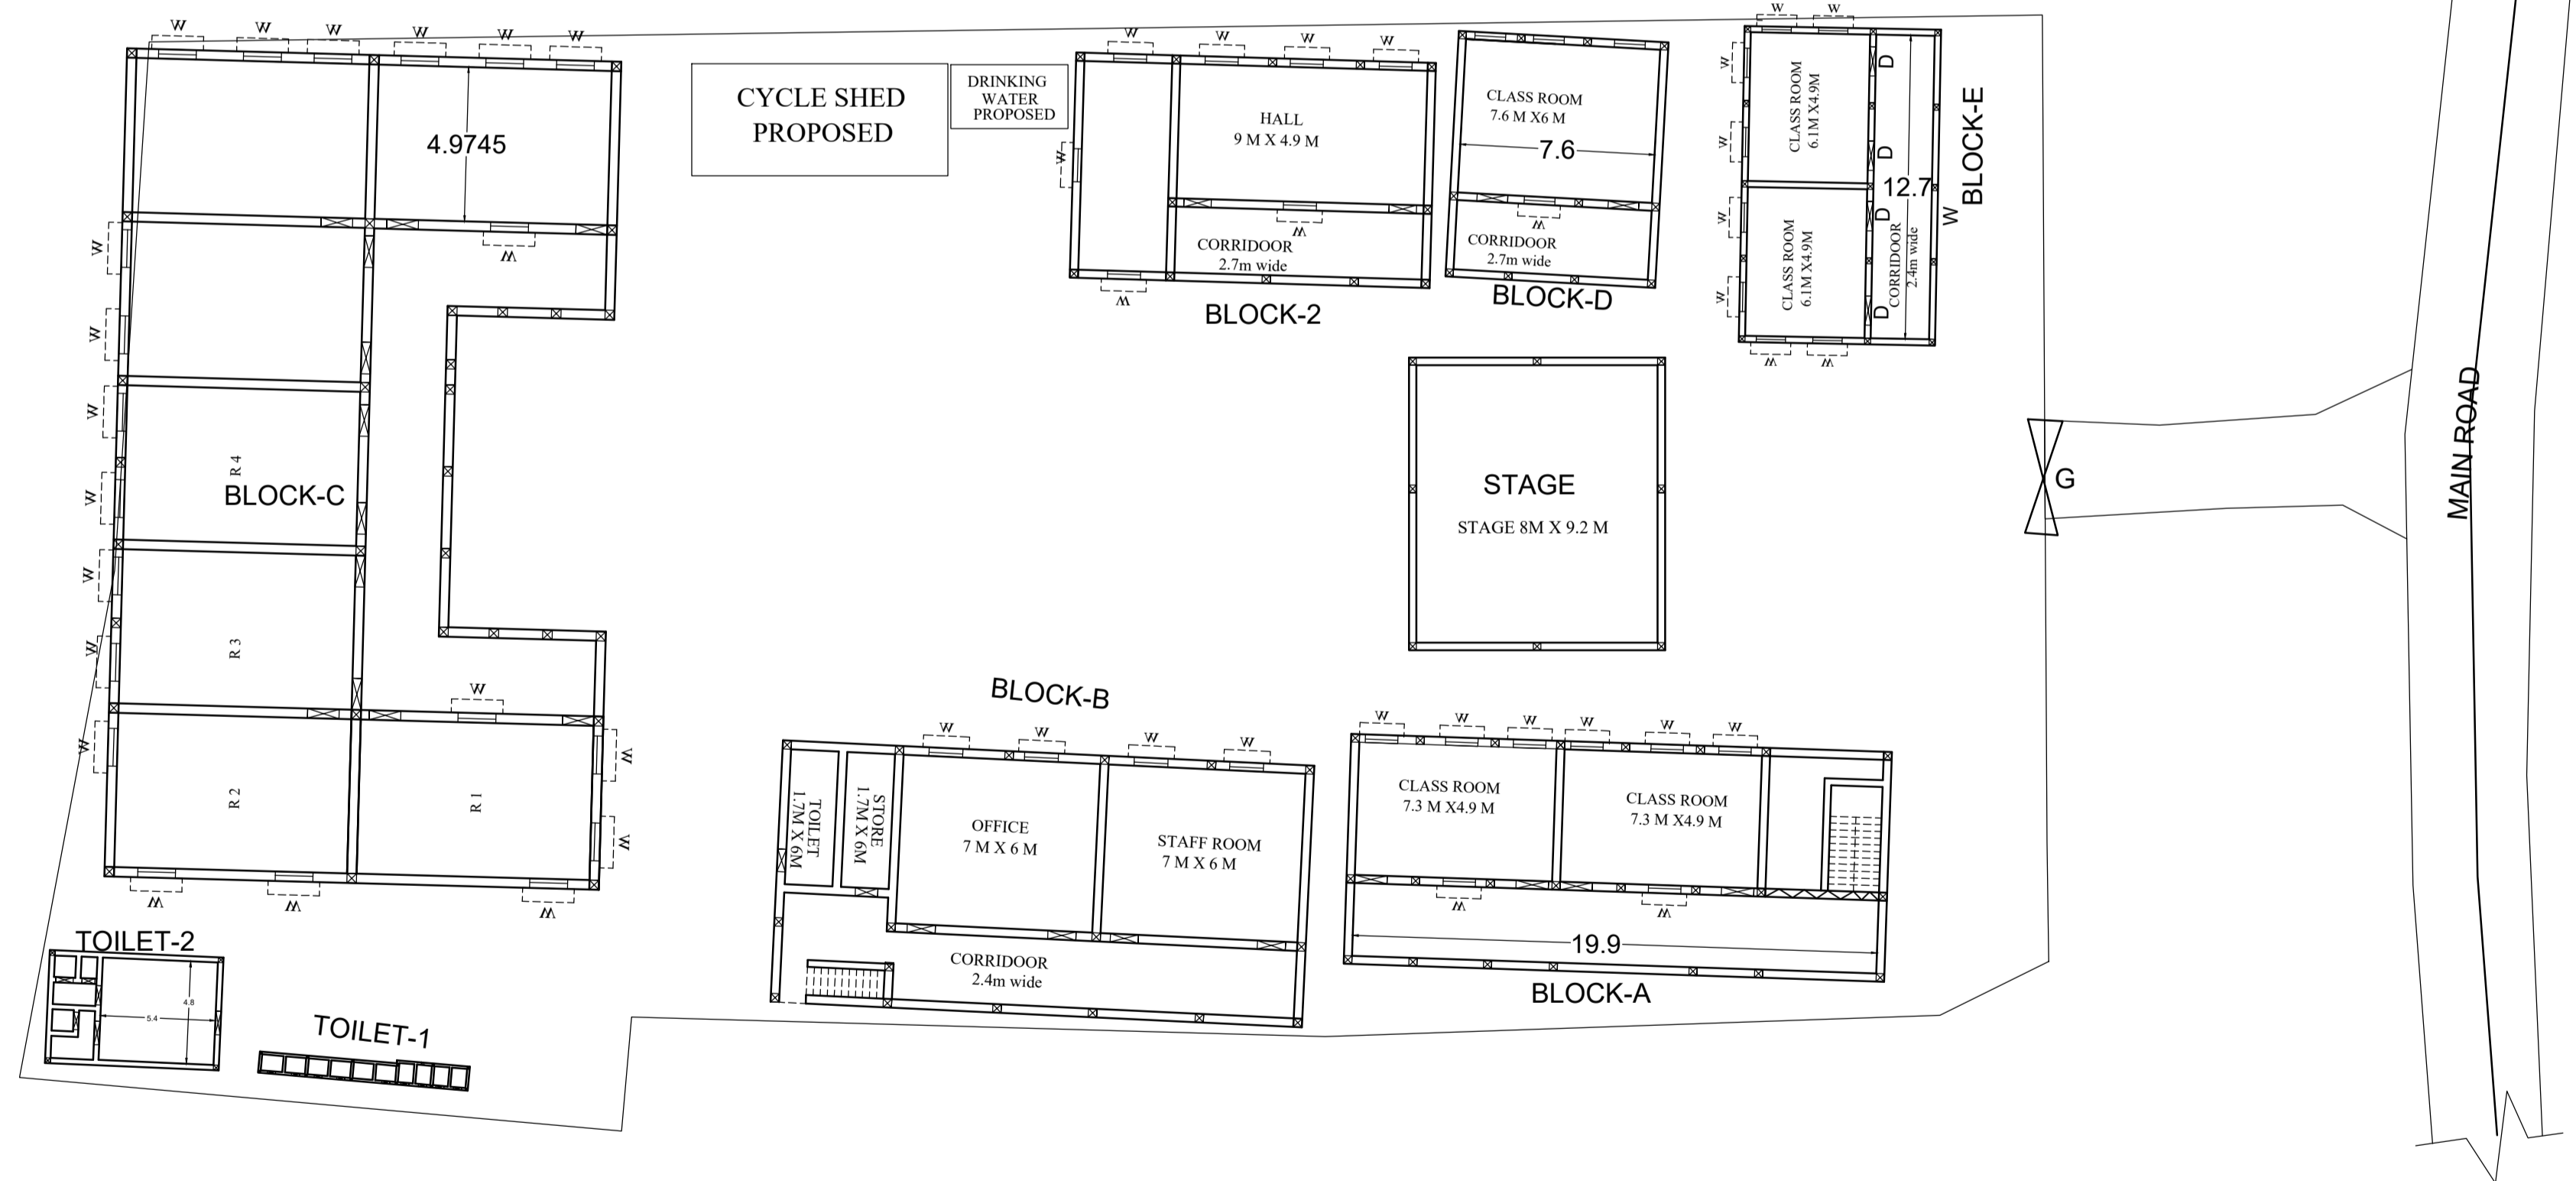 W
W
W
W
W
W
4.9745
W
W
W
W
W
W
W
W
W
R 4
BLOCK-C
R 3
R 2
R 1
W
W
W
W
W
W
CYCLE SHED
PROPOSED
DRINKING
WATER
PROPOSED
W
W
W
W
W
HALL
9 M X 4.9 M
W
CORRIDOOR
2.7m wide
W
BLOCK-2
CLASS ROOM
7.6 M X6 M
7.6
W
CORRIDOOR
2.7m wide
BLOCK-D
W
W
W
W
W
W
CLASS ROOM
6.1M X4.9M
CLASS ROOM
6.1M X4.9M
D
D
D
D
12.7
CORRIDOOR
2.4m wide
W
W
W
BLOCK-E
STAGE
STAGE 8M X 9.2 M
G
MAIN ROAD
BLOCK-B
W
W
W
W
TOILET
1.7M X 6M
STORE
1.7M X 6M
OFFICE
7 M X 6 M
STAFF ROOM
7 M X 6 M
CORRIDOOR
2.4m wide
W
W
W
W
W
W
CLASS ROOM
7.3 M X4.9 M
CLASS ROOM
7.3 M X4.9 M
W
W
19.9
BLOCK-A
TOILET-2
4.8
5.4
TOILET-1